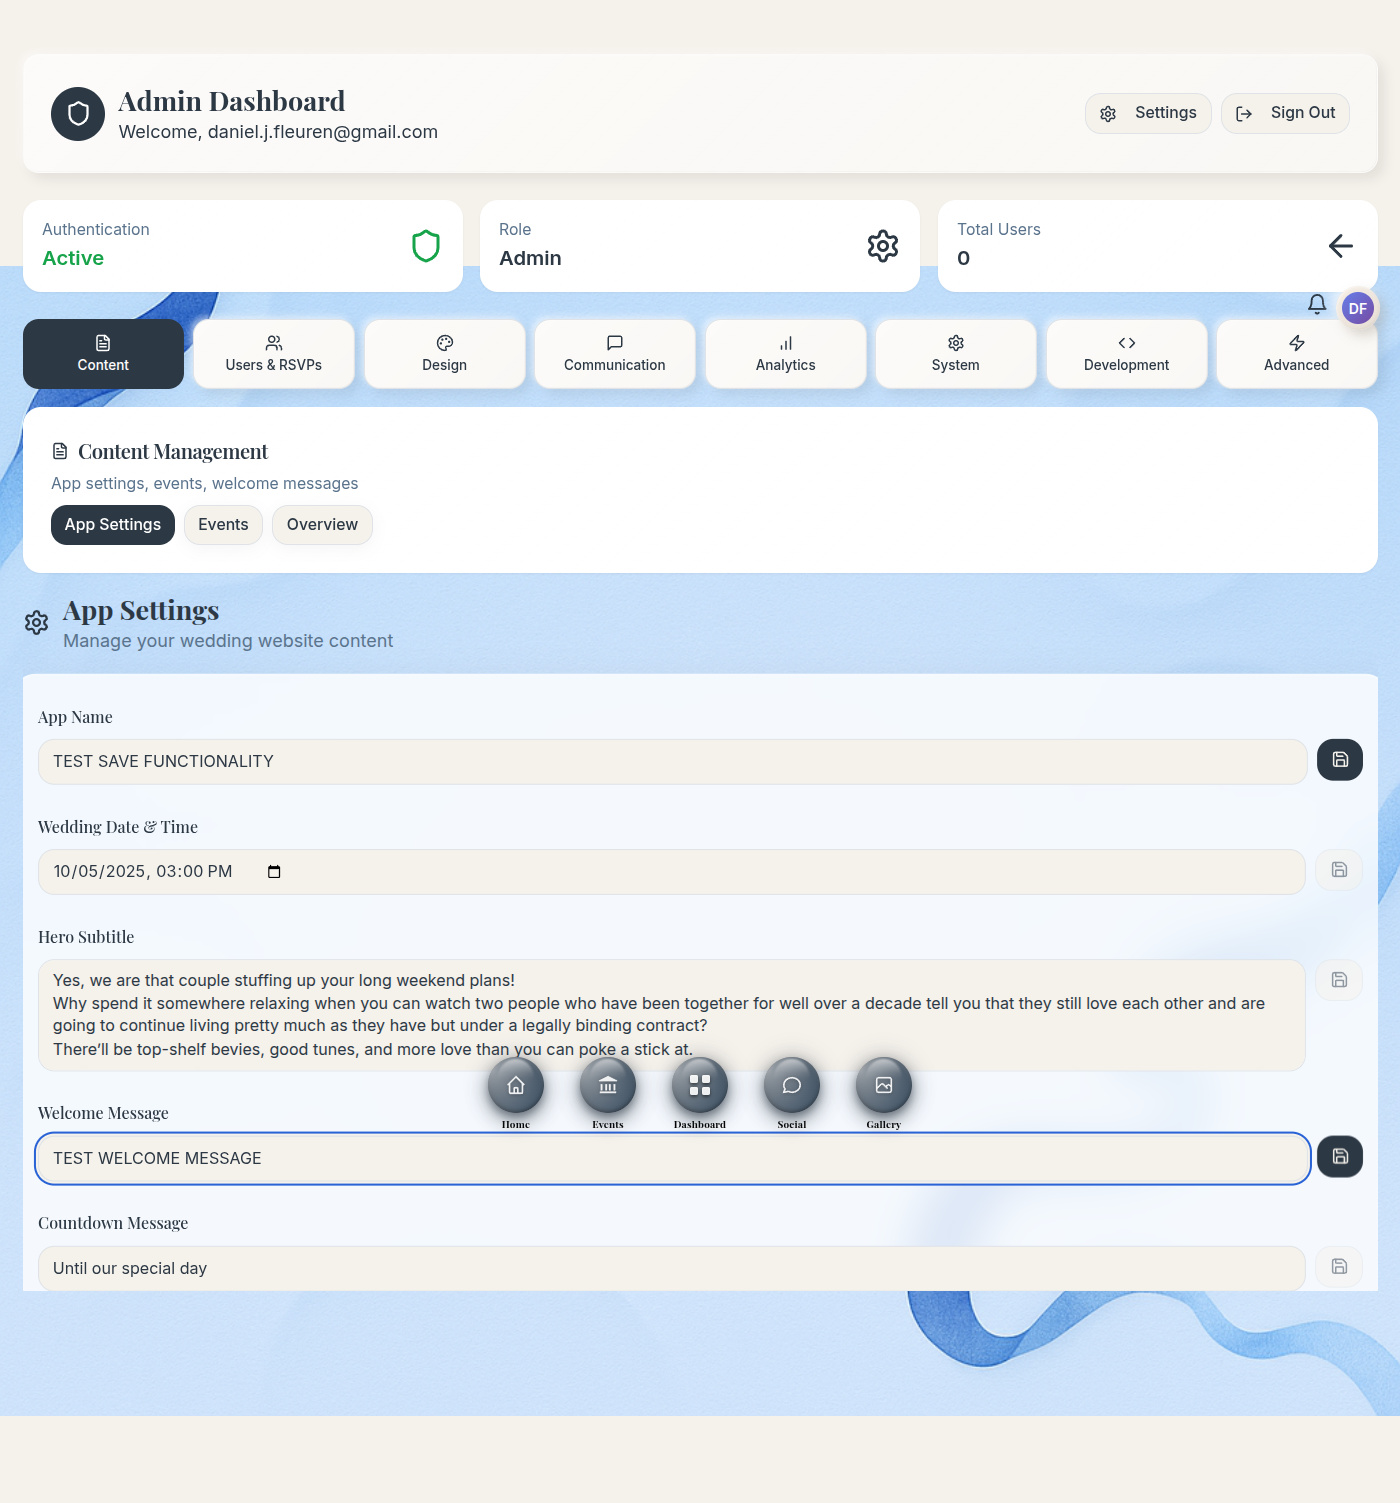 Admin Dashboard
Welcome, daniel.j.fleuren@gmail.com
Settings
Sign Out
Authentication
Active
Role
Admin
Total Users
0
DF
Content
Users & RSVPs
Design
Communication
Analytics
System
Development
Advanced
Content Management
App settings, events, welcome messages
App Settings
Events
Overview
App Settings
Manage your wedding website content
App Name
TEST SAVE FUNCTIONALITY
Wedding Date & Time
10/05/2025, 03:00 PM
Hero Subtitle
Yes, we are that couple stuffing up your long weekend plans!
Why spend it somewhere relaxing when you can watch two people who have been together for well over a decade tell you that they still love each other and are
going to continue living pretty much as they have but under a legally binding contract?
There’ll be top-shelf bevies, good tunes, and more love than you can poke a stick at.
Home
Events
Dashboard
Social
Gallery
Welcome Message
TEST WELCOME MESSAGE
Countdown Message
Until our special day